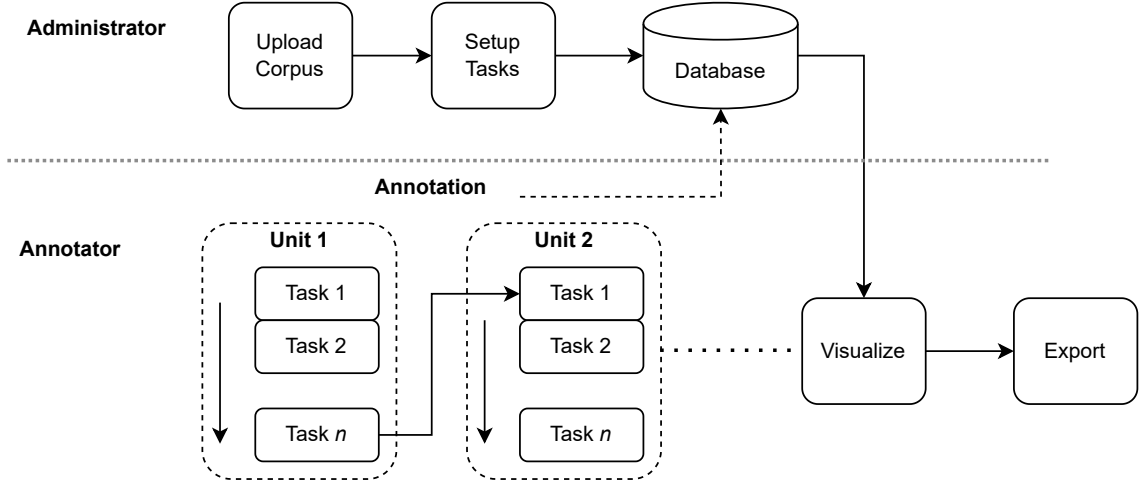 Administrator
Upload
Corpus
Setup
Tasks
Database
Annotation
Annotator
Unit 1
Task 1
Task 2
Task n
Unit 2
Task 1
Task 2
Task n
Visualize
Export